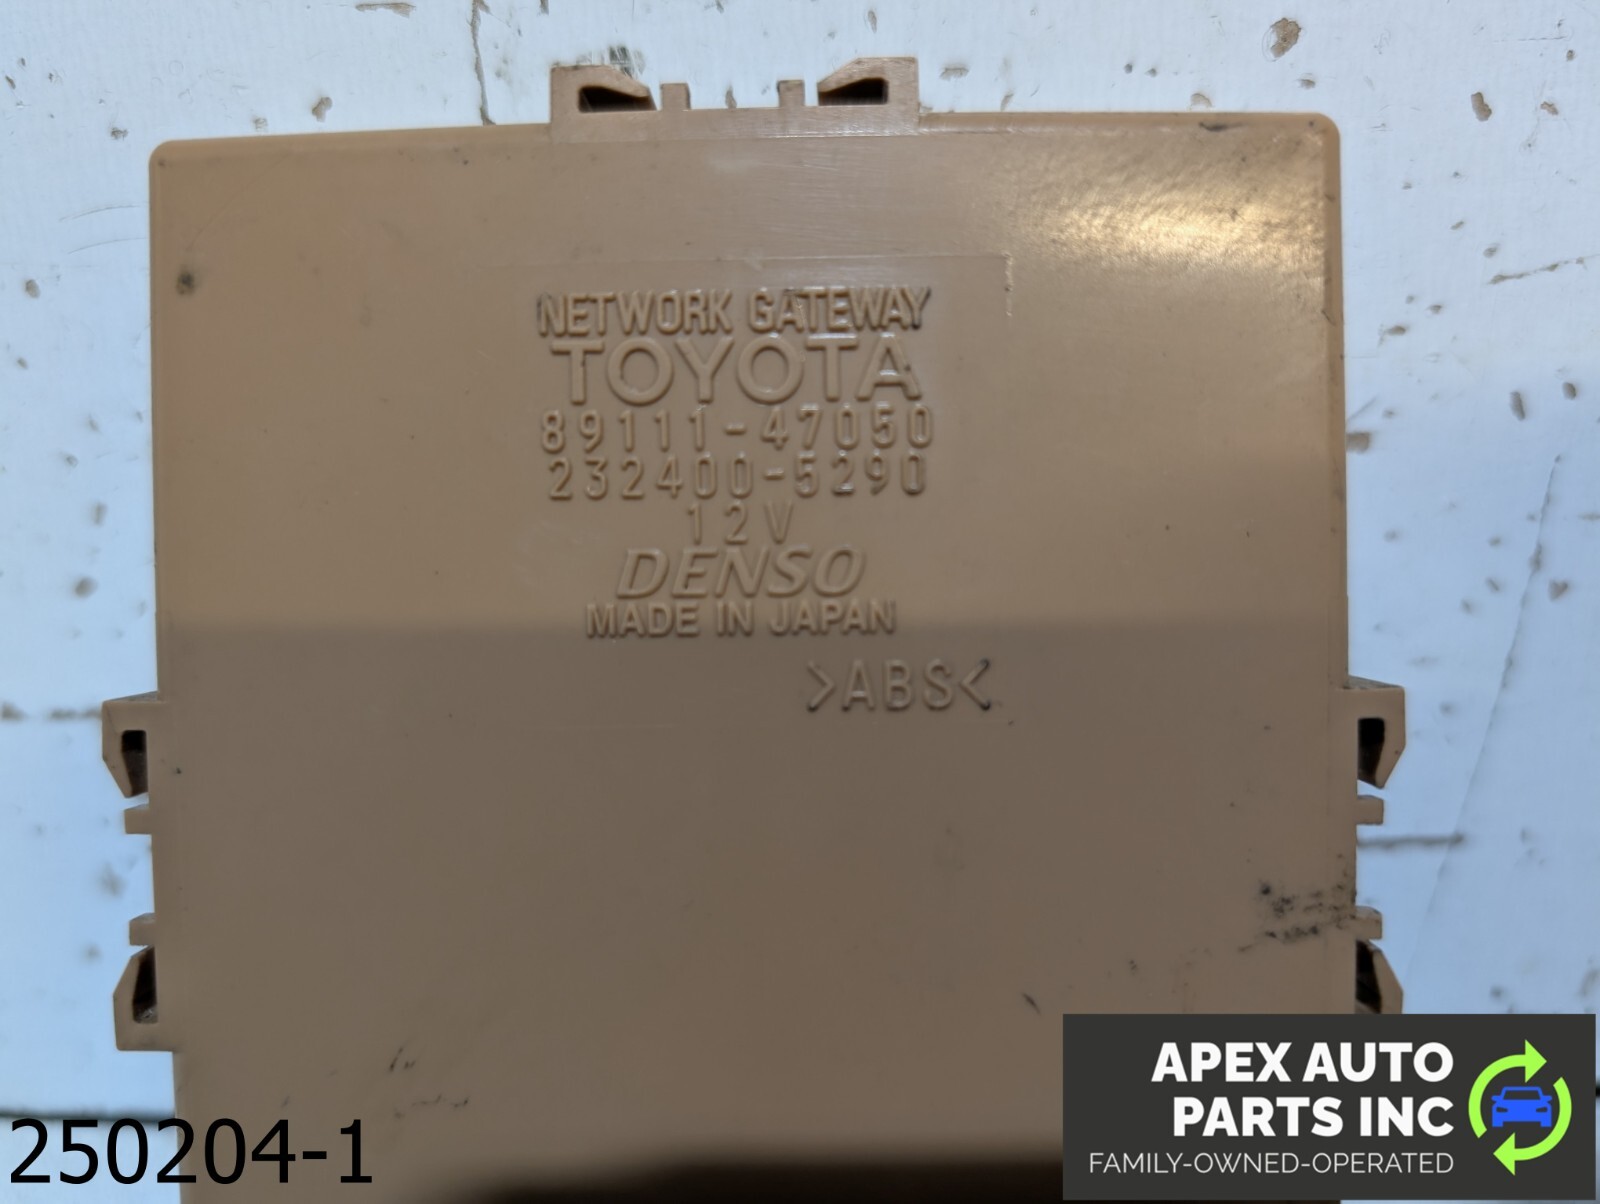 NETWORK GATEWAY
TOYOTA
89111-47050
232400-5290
12V
DENSO
MADE IN JAPAN
>ABS<
250204-1
APEX AUTO
PARTS INC
FAMILY-OWNED-OPERATED